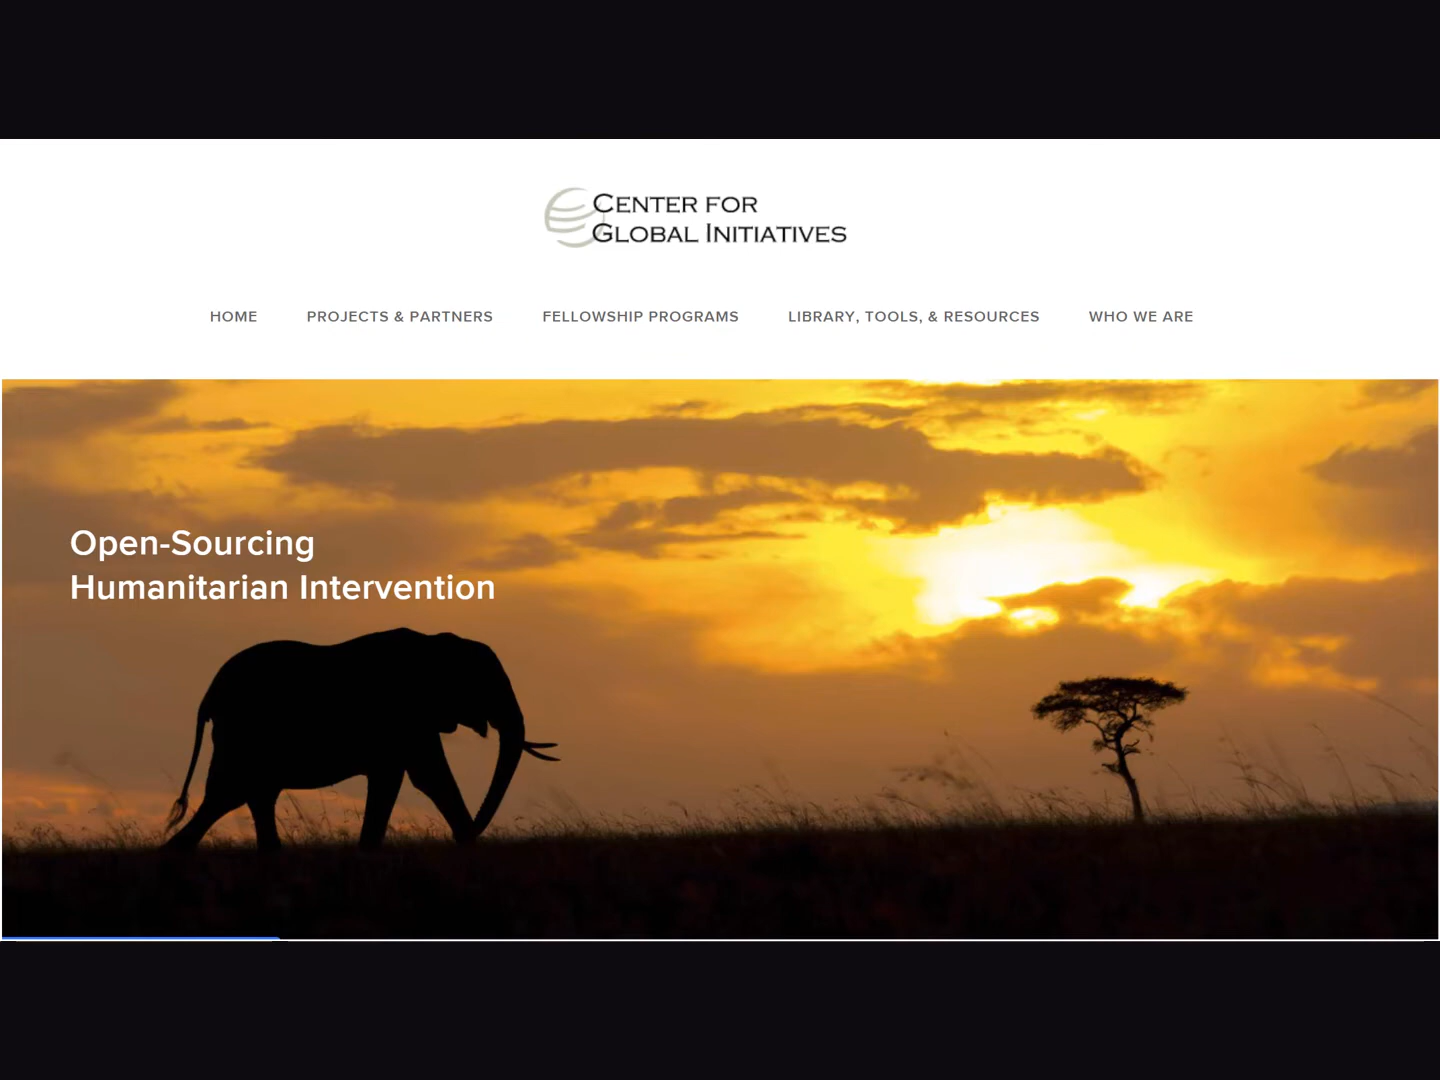 CENTER FOR
GLOBAL INITIATIVES
HOME
PROJECTS & PARTNERS
FELLOWSHIP PROGRAMS
LIBRARY, TOOLS, & RESOURCES
WHO WE ARE
Open-Sourcing
Humanitarian Intervention